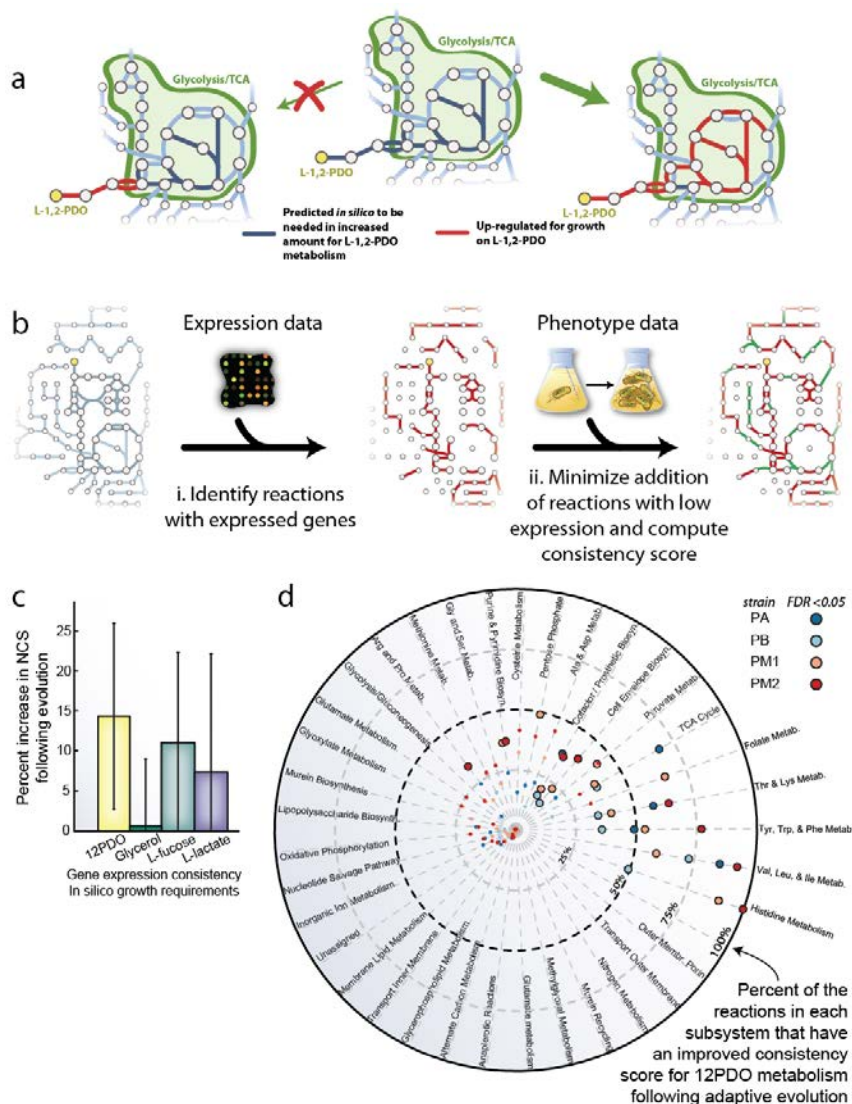 a
Glycolysis/TCA
L-1,2-PDO
Glycolysis/TCA
L-1,2-PDO
Glycolysis/TCA
L-1,2-PDO
Predicted in silico to be
needed in increased
amount for L-1,2-PDO
metabolism
Up-regulated for growth
on L-1,2-PDO
b
Expression data
i. Identify reactions
with expressed genes
Phenotype data
ii. Minimize addition
of reactions with low
expression and compute
consistency score
c
Percent increase in NCS
following evolution
25
20
15
10
5
0
12PDO
Glycerol
L-fucose
L-lactate
Gene expression consistency
In silico growth requirements
d
strain FDR <0.05
PA
PB
PM1
PM2
Oxidative Phosphorylation
Lipopolysaccharide Biosynth.
Murein Biosynthesis
Glyoxylate Metabolism
Glutamate Metabolism.
Glycolysis/Gluconeogenesis
Arg and Pro Metab.
Methionine Metab.
Gly and Ser Metab.
Purine & Pyrimidine Biosyn.
Cysteine Metabolism
Pentose Phosphate
Ala & Asp Metab.
Cofactor / Prosthetic Biosyn.
Cell Envelope Biosyn.
Pyruvate Metab.
TCA Cycle
Folate Metab.
Thr & Lys Metab.
Tyr, Trp, & Phe Metab
Val, Leu, & Ile Metab.
Histidine Metabolism
Outer Membr. Porin
Transport Outer Membrane
Nitrogen Metabolism
Murein Recycling
Methylglyoxal Metabolism
Glutamate metabolism
Anaplerotic Reactions
Alternate Carbon Metabolism
Glycerophospholipid Metabolism.
Transport Inner Membrane
Membrane Lipid Metabolism
Unassigned
Inorganic Ion Metabolism.
Nucleotide Salvage Pathway
25%
50%
75%
100%
Percent of the
reactions in each
subsystem that have
an improved consistency
score for 12PDO metabolism
following adaptive evolution